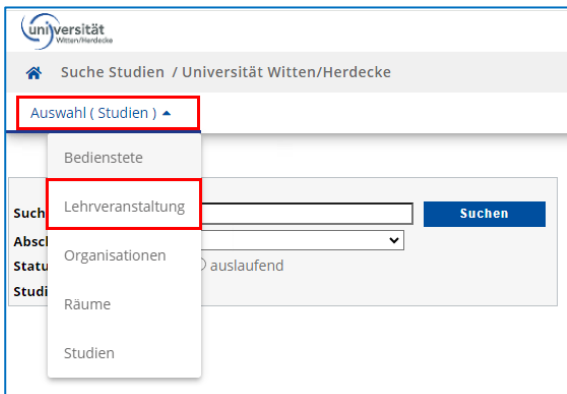 universität
Witten/Herdecke
Suche Studien / Universität Witten/Herdecke
Auswahl ( Studien )
Bedienstete
Such
Lehrveranstaltung
Suchen
Absch
Organisationen
Statu
auslaufend
Studi
Räume
Studien